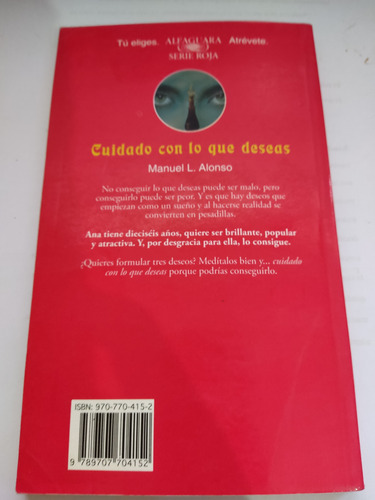 Tú eliges. ALFAGUARA Atrévete.
SERIE ROJA
Cuidado con lo que deseas
Manuel L. Alonso
No conseguir lo que deseas puede ser malo, pero
conseguirlo puede ser peor. Y es que hay deseos que
empiezan como un sueño y al hacerse realidad se
convierten en pesadillas.
Ana tiene dieciséis años, quiere ser brillante, popular
y atractiva. Y, por desgracia para ella, lo consigue.
¿Quieres formular tres deseos? Medítalos bien y... cuidado
con lo que deseas porque podrías conseguirlo.
ISBN: 970-770-415-2
9 789707 704152